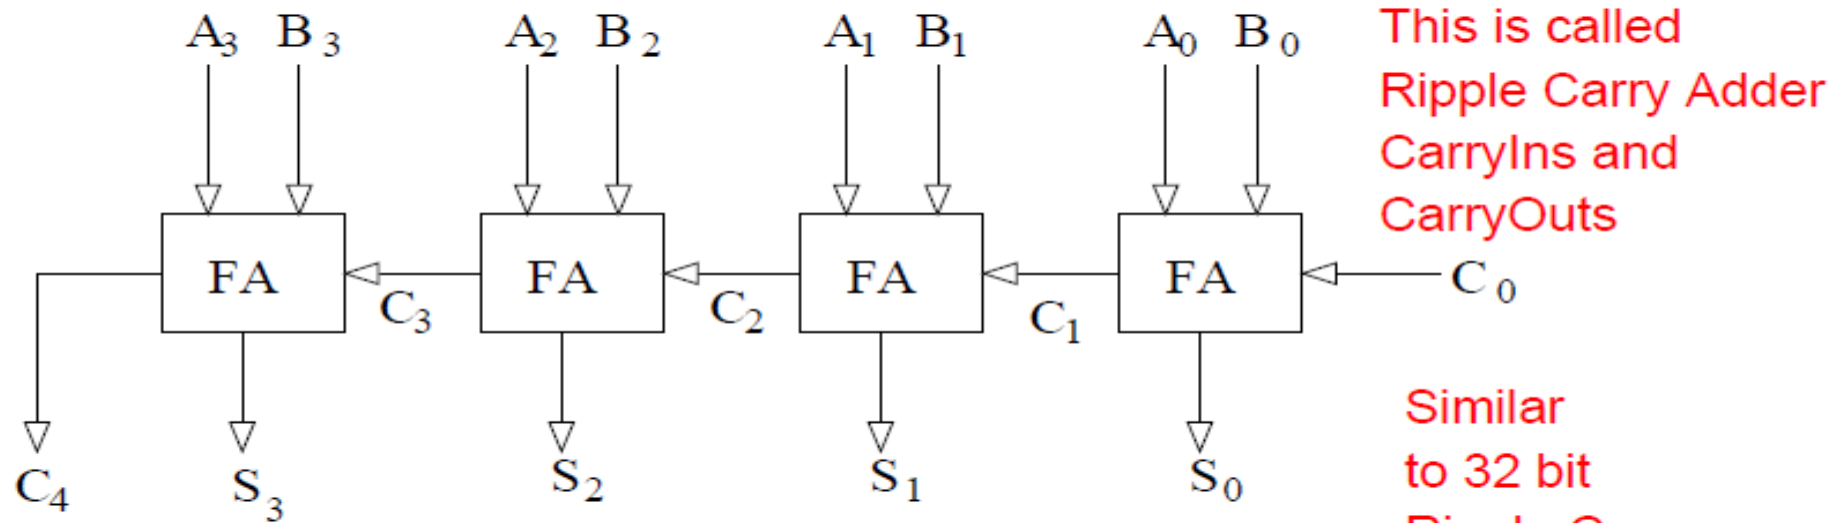 A3 B3 A2 B2 A1 B1 A0 B0
This is called
Ripple Carry Adder
CarryIns and
CarryOuts
FA FA FA FA
C3 C2 C1 C0
C4 S3 S2 S1 S0
Similar
to 32 bit